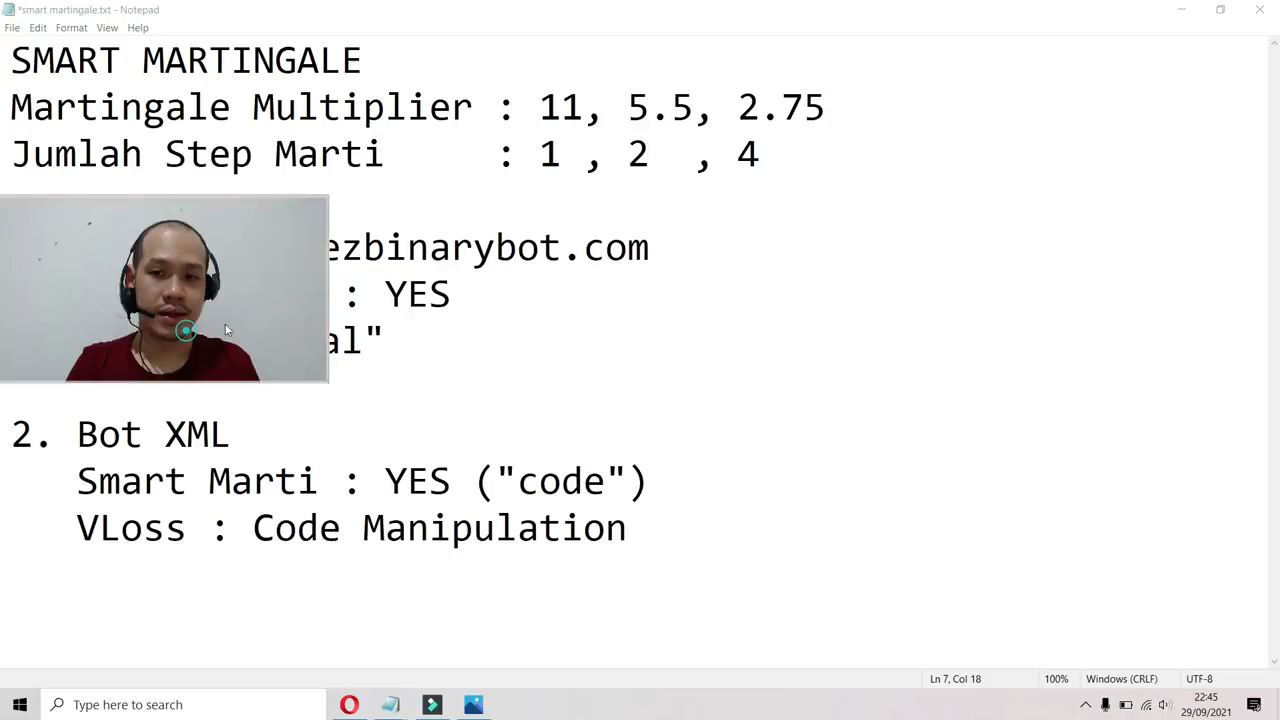 *smart martingale.txt - Notepad
File Edit Format View Help
SMART MARTINGALE
Martingale Multiplier : 11, 5.5, 2.75
Jumlah Step Marti : 1 , 2 , 4
ezbinarybot.com
: YES
al"
2. Bot XML
Smart Marti : YES ("code")
VLoss : Code Manipulation
Ln 7, Col 18 100% Windows (CRLF) UTF-8
Type here to search
22:45
29/09/2021